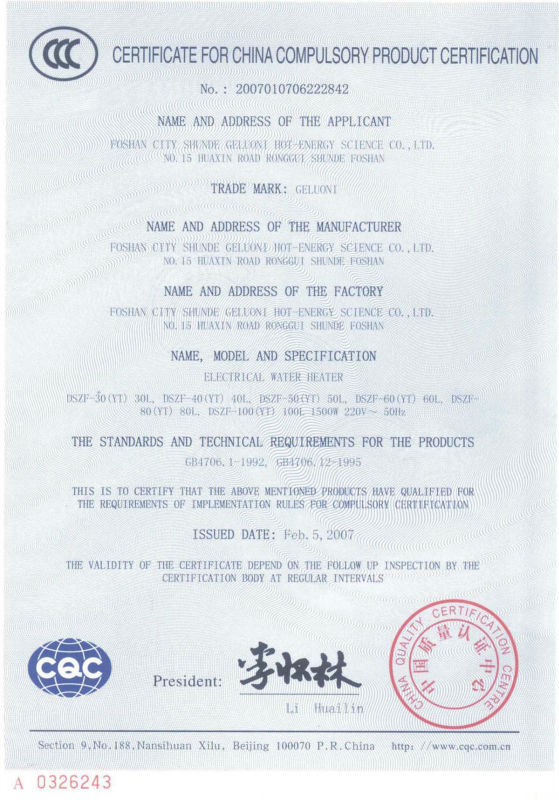 CCC CERTIFICATE FOR CHINA COMPULSORY PRODUCT CERTIFICATION
No.: 2007010706222842
NAME AND ADDRESS OF THE APPLICANT
FOSHAN CITY SHUNDE GELUONI HOT-ENERGY SCIENCE CO.,LTD.
NO.15 HUAXIN ROAD RONGGUI SHUNDE FOSHAN
TRADE MARK: GELUONI
NAME AND ADDRESS OF THE MANUFACTURER
FOSHAN CITY SHUNDE GELUONI HOT-ENERGY SCIENCE CO.,LTD.
NO.15 HUAXIN ROAD RONGGUI SHUNDE FOSHAN
NAME AND ADDRESS OF THE FACTORY
FOSHAN CITY SHUNDE GELUONI HOT-ENERGY SCIENCE CO.,LTD.
NO.15 HUAXIN ROAD RONGGUI SHUNDE FOSHAN
NAME, MODEL AND SPECIFICATION
ELECTRICAL WATER HEATER
DSZF-30(YT) 30L, DSZF-40(YT) 40L, DSZF-50(YT) 50L, DSZF-60(YT) 60L, DSZF-
80(YT) 80L, DSZF-100(YT) 100L 1500W 220V～ 50Hz
THE STANDARDS AND TECHNICAL REQUIREMENTS FOR THE PRODUCTS
GB4706.1-1992, GB4706.12-1995
THIS IS TO CERTIFY THAT THE ABOVE MENTIONED PRODUCTS HAVE QUALIFIED FOR
THE REQUIREMENTS OF IMPLEMENTATION RULES FOR COMPULSORY CERTIFICATION
ISSUED DATE: Feb.5,2007
THE VALIDITY OF THE CERTIFICATE DEPEND ON THE FOLLOW UP INSPECTION BY THE
CERTIFICATION BODY AT REGULAR INTERVALS
CQC
President: 李怀林
Li Huailin
CHINA QUALITY CERTIFICATION CENTRE
中国质量认证中心
Section 9,No.188,Nansihuan Xilu, Beijing 100070 P.R.China http: //www.cqc.com.cn
A 0326243